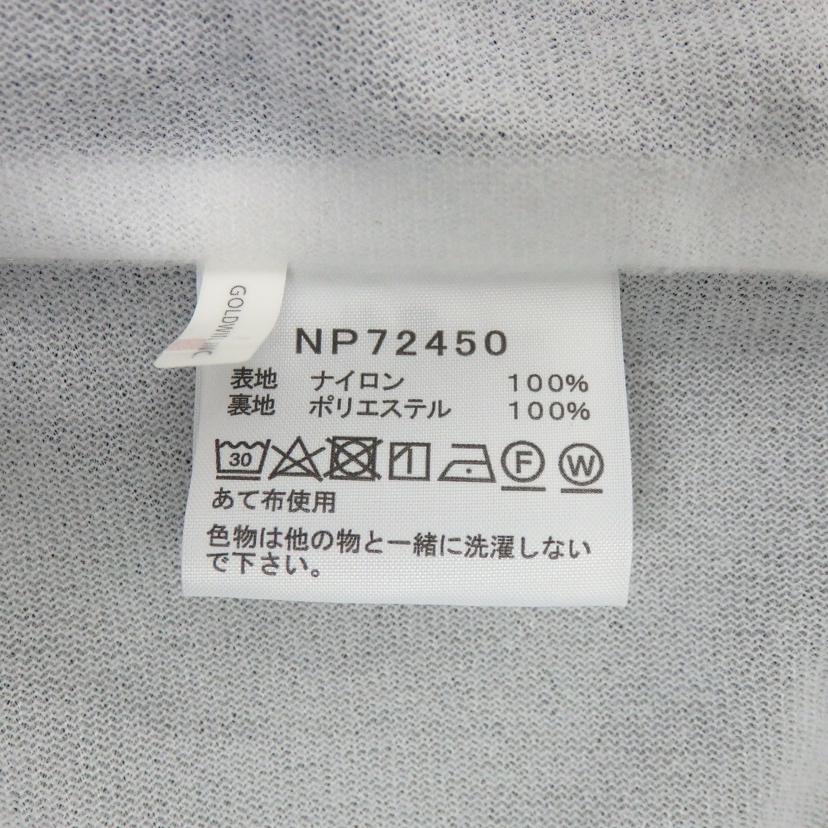 GOLDWIN INC
NP72450
表地 ナイロン 100%
裏地 ポリエステル 100%
30 F W
あて布使用
色物は他の物と一緒に洗濯しない
で下さい。